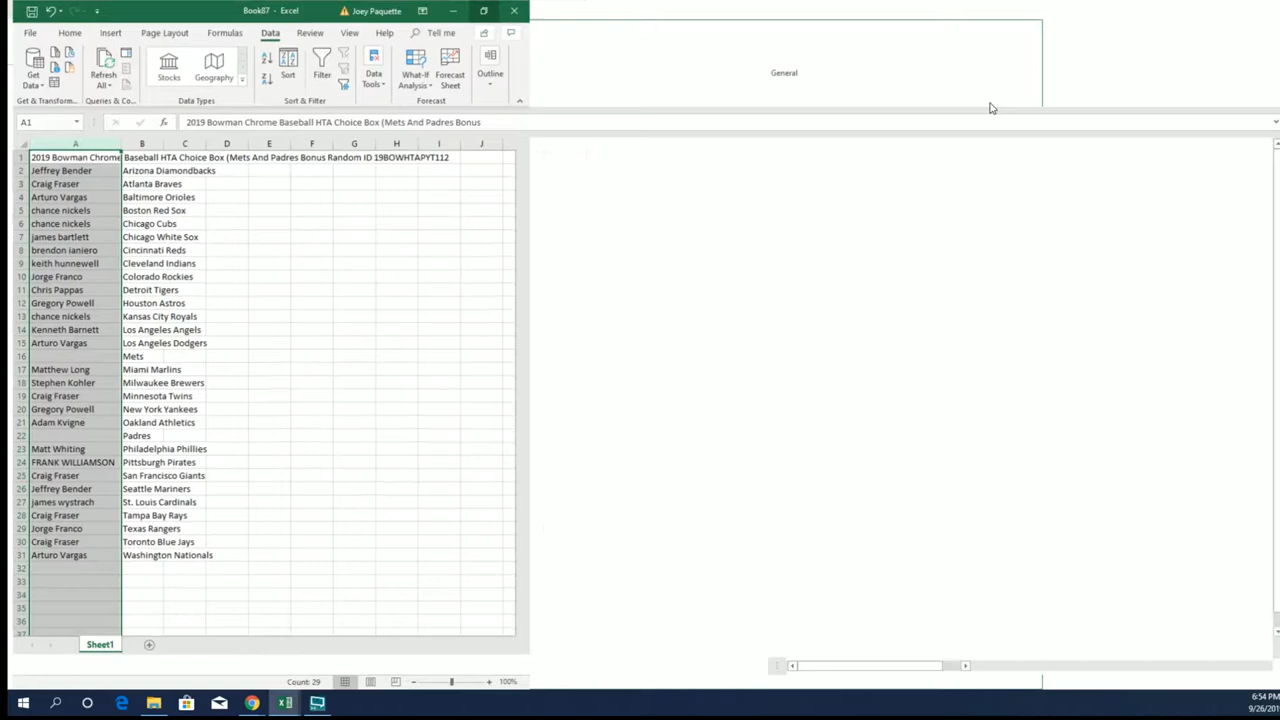 Book87 - Excel
Joey Paquette
File Home Insert Page Layout Formulas Data Review View Help Tell me
Get Data
Refresh All
Stocks
Geography
Sort
Filter
Data Tools
What-If Analysis
Forecast Sheet
Outline
Get & Transform... Queries & Co... Data Types Sort & Filter Forecast
General
A1 fx 2019 Bowman Chrome Baseball HTA Choice Box (Mets And Padres Bonus
A B C D E F G H I J
1 2019 Bowman Chrome Baseball HTA Choice Box (Mets And Padres Bonus Random ID 19BOWHTAPYT112
2 Jeffrey Bender Arizona Diamondbacks
3 Craig Fraser Atlanta Braves
4 Arturo Vargas Baltimore Orioles
5 chance nickels Boston Red Sox
6 chance nickels Chicago Cubs
7 james bartlett Chicago White Sox
8 brendon ianiero Cincinnati Reds
9 keith hunnewell Cleveland Indians
10 Jorge Franco Colorado Rockies
11 Chris Pappas Detroit Tigers
12 Gregory Powell Houston Astros
13 chance nickels Kansas City Royals
14 Kenneth Barnett Los Angeles Angels
15 Arturo Vargas Los Angeles Dodgers
16 Mets
17 Matthew Long Miami Marlins
18 Stephen Kohler Milwaukee Brewers
19 Craig Fraser Minnesota Twins
20 Gregory Powell New York Yankees
21 Adam Kvigne Oakland Athletics
22 Padres
23 Matt Whiting Philadelphia Phillies
24 FRANK WILLIAMSON Pittsburgh Pirates
25 Craig Fraser San Francisco Giants
26 Jeffrey Bender Seattle Mariners
27 james wystrach St. Louis Cardinals
28 Craig Fraser Tampa Bay Rays
29 Jorge Franco Texas Rangers
30 Craig Fraser Toronto Blue Jays
31 Arturo Vargas Washington Nationals
32
33
34
35
36
37
Sheet1
Count: 29 100%
6:54 PM
9/26/201